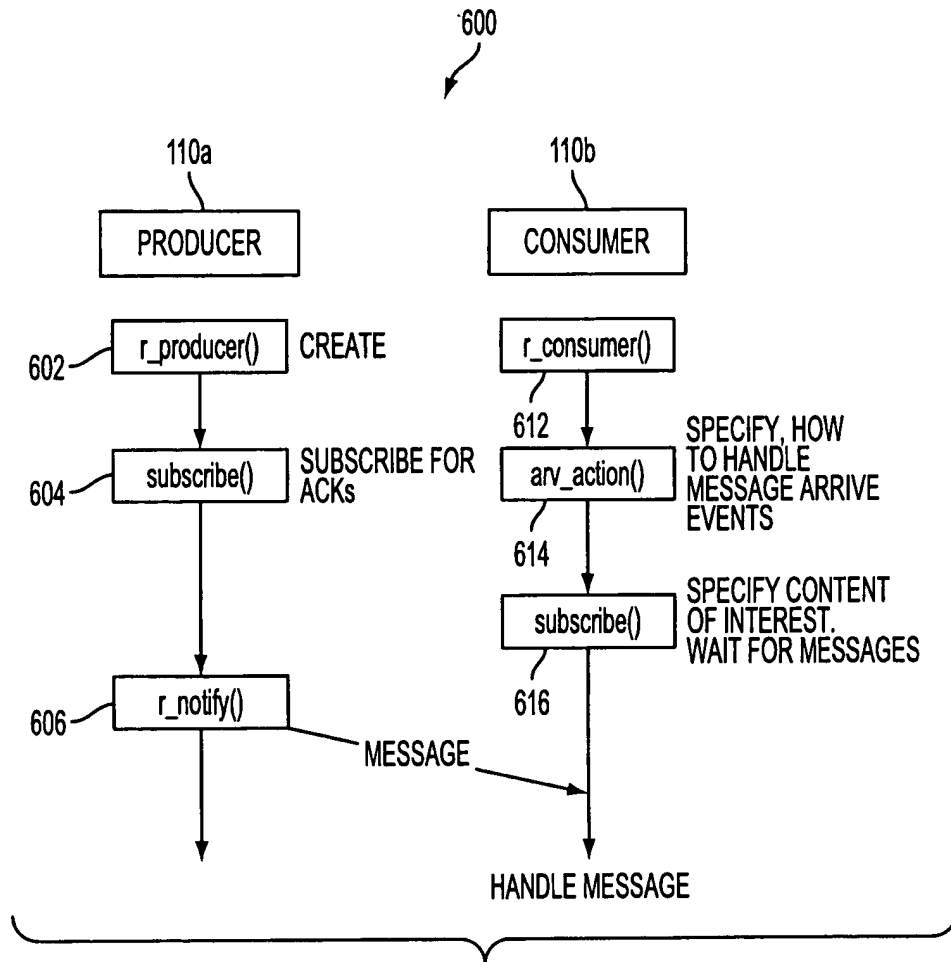 600
110a
110b
PRODUCER
CONSUMER
r_producer()
CREATE
602
r_consumer()
612
subscribe()
SUBSCRIBE FOR
ACKs
604
arv_action()
SPECIFY, HOW
TO HANDLE
MESSAGE ARRIVE
EVENTS
614
subscribe()
SPECIFY CONTENT
OF INTEREST.
WAIT FOR MESSAGES
616
r_notify()
606
MESSAGE
HANDLE MESSAGE